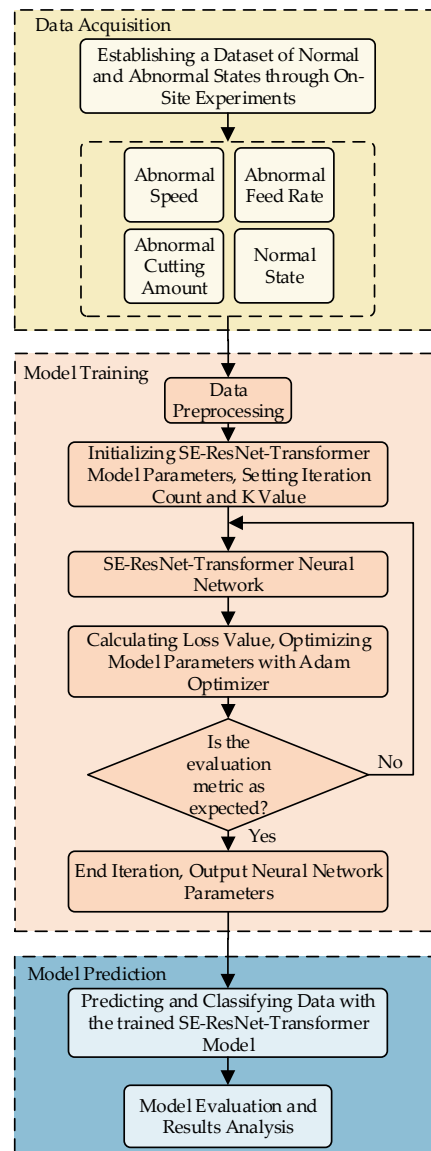 Data Acquisition
Establishing a Dataset of Normal
and Abnormal States through On-
Site Experiments
Abnormal
Speed
Abnormal
Feed Rate
Abnormal
Cutting
Amount
Normal
State
Model Training
Data
Preprocessing
Initializing SE-ResNet-Transformer
Model Parameters, Setting Iteration
Count and K Value
SE-ResNet-Transformer Neural
Network
Calculating Loss Value, Optimizing
Model Parameters with Adam
Optimizer
Is the
evaluation
metric as
expected?
No
Yes
End Iteration, Output Neural Network
Parameters
Model Prediction
Predicting and Classifying Data with
the trained SE-ResNet-Transformer
Model
Model Evaluation and
Results Analysis